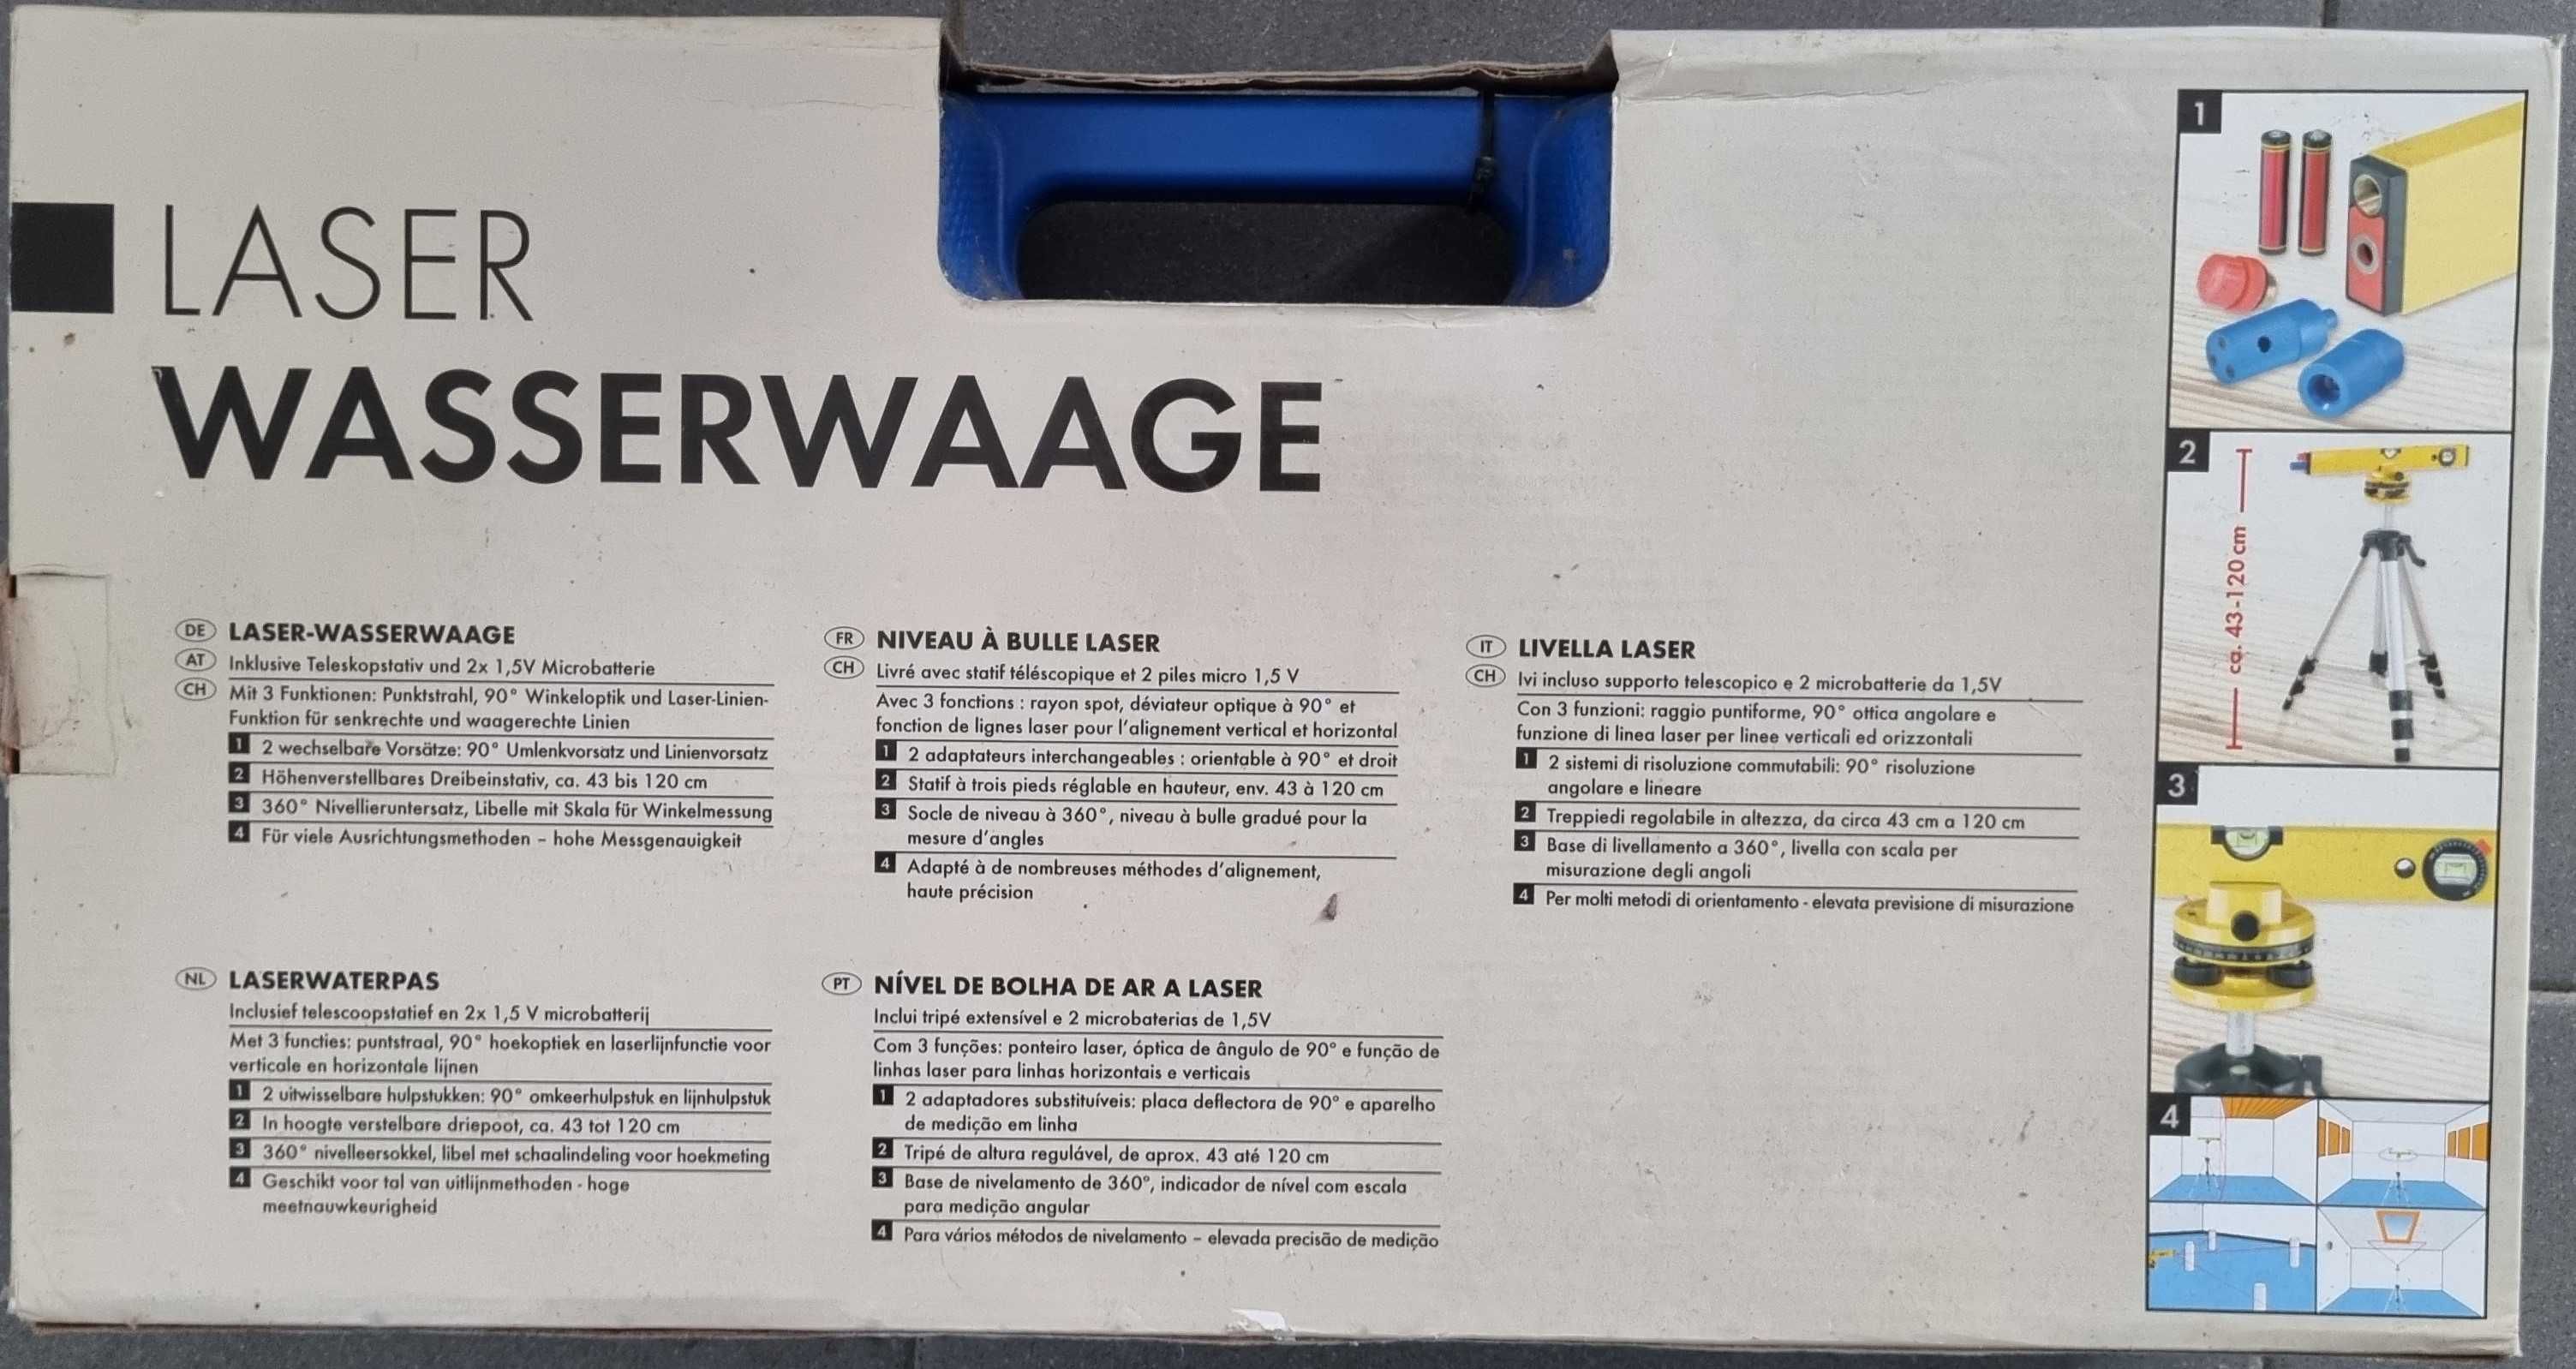 LASER
WASSERWAAGE
DE LASER-WASSERWAAGE
AT Inklusive Teleskopstativ und 2x 1,5V Microbatterie
CH Mit 3 Funktionen: Punktstrahl, 90° Winkeloptik und Laser-Linien-
Funktion für senkrechte und waagerechte Linien
1 2 wechselbare Vorsätze: 90° Umlenkvorsatz und Linienvorsatz
2 Höhenverstellbares Dreibeinstativ, ca. 43 bis 120 cm
3 360° Nivellieruntersatz, Libelle mit Skala für Winkelmessung
4 Für viele Ausrichtungsmethoden – hohe Messgenauigkeit
FR NIVEAU À BULLE LASER
CH Livré avec statif téléscopique et 2 piles micro 1,5 V
Avec 3 fonctions : rayon spot, déviateur optique à 90° et
fonction de lignes laser pour l'alignement vertical et horizontal
1 2 adaptateurs interchangeables : orientable à 90° et droit
2 Statif à trois pieds réglable en hauteur, env. 43 à 120 cm
3 Socle de niveau à 360°, niveau à bulle gradué pour la
mesure d'angles
4 Adapté à de nombreuses méthodes d'alignement,
haute précision
IT LIVELLA LASER
CH Ivi incluso supporto telescopico e 2 microbatterie da 1,5V
Con 3 funzioni: raggio puntiforme, 90° ottica angolare e
funzione di linea laser per linee verticali ed orizzontali
1 2 sistemi di risoluzione commutabili: 90° risoluzione
angolare e lineare
2 Treppiedi regolabile in altezza, da circa 43 cm a 120 cm
3 Base di livellamento a 360°, livella con scala per
misurazione degli angoli
4 Per molti metodi di orientamento - elevata previsione di misurazione
NL LASERWATERPAS
Inclusief telescoopstatief en 2x 1,5 V microbatterij
Met 3 functies: puntstraal, 90° hoekoptiek en laserlijnfunctie voor
verticale en horizontale lijnen
1 2 uitwisselbare hulpstukken: 90° omkeerhulpstuk en lijnhulpstuk
2 In hoogte verstelbare driepoot, ca. 43 tot 120 cm
3 360° nivelleersokkel, libel met schaalindeling voor hoekmeting
4 Geschikt voor tal van uitlijnmethoden - hoge
meetnauwkeurigheid
PT NÍVEL DE BOLHA DE AR A LASER
Inclui tripé extensível e 2 microbaterias de 1,5V
Com 3 funções: ponteiro laser, óptica de ângulo de 90° e função de
linhas laser para linhas horizontais e verticais
1 2 adaptadores substituíveis: placa deflectora de 90° e aparelho
de medição em linha
2 Tripé de altura regulável, de aprox. 43 até 120 cm
3 Base de nivelamento de 360°, indicador de nível com escala
para medição angular
4 Para vários métodos de nivelamento – elevada precisão de medição
1
2
ca. 43-120 cm
3
4